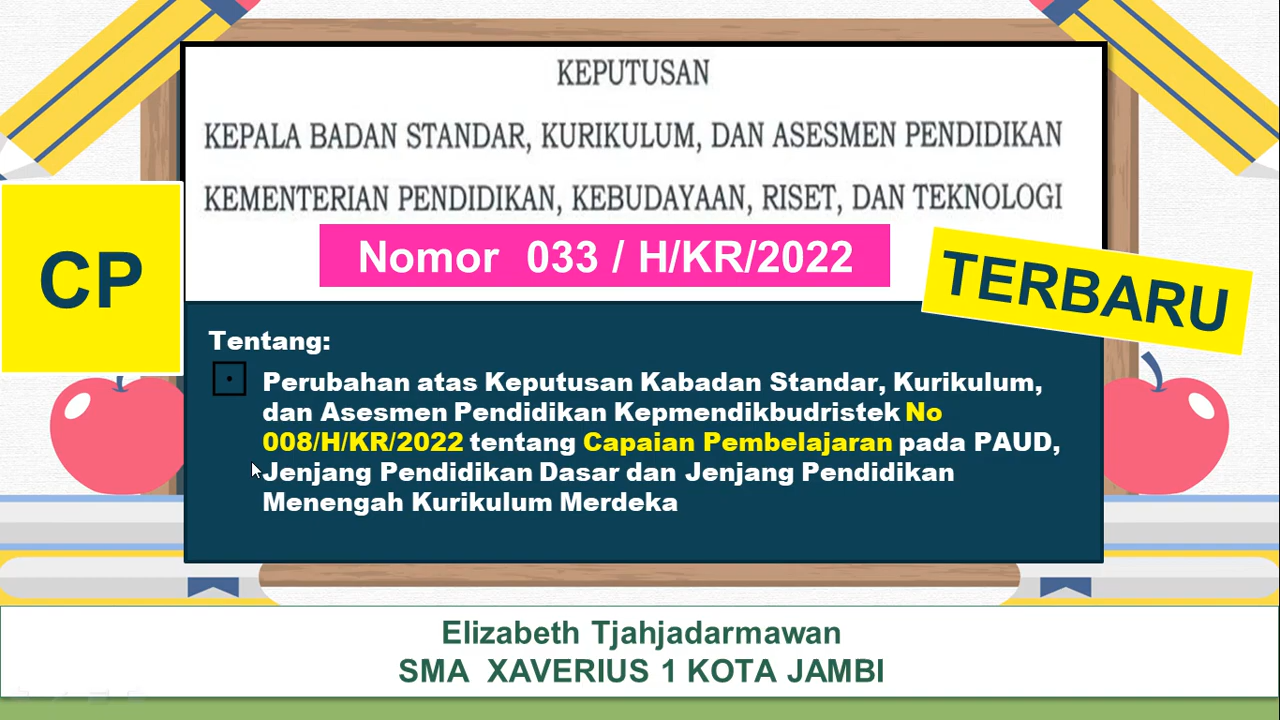 KEPUTUSAN
KEPALA BADAN STANDAR, KURIKULUM, DAN ASESMEN PENDIDIKAN
KEMENTERIAN PENDIDIKAN, KEBUDAYAAN, RISET, DAN TEKNOLOGI
Nomor 033 / H/KR/2022
CP
TERBARU
Tentang:
Perubahan atas Keputusan Kabadan Standar, Kurikulum,
dan Asesmen Pendidikan Kepmendikbudristek No
008/H/KR/2022 tentang Capaian Pembelajaran pada PAUD,
Jenjang Pendidikan Dasar dan Jenjang Pendidikan
Menengah Kurikulum Merdeka
Elizabeth Tjahjadarmawan
SMA XAVERIUS 1 KOTA JAMBI